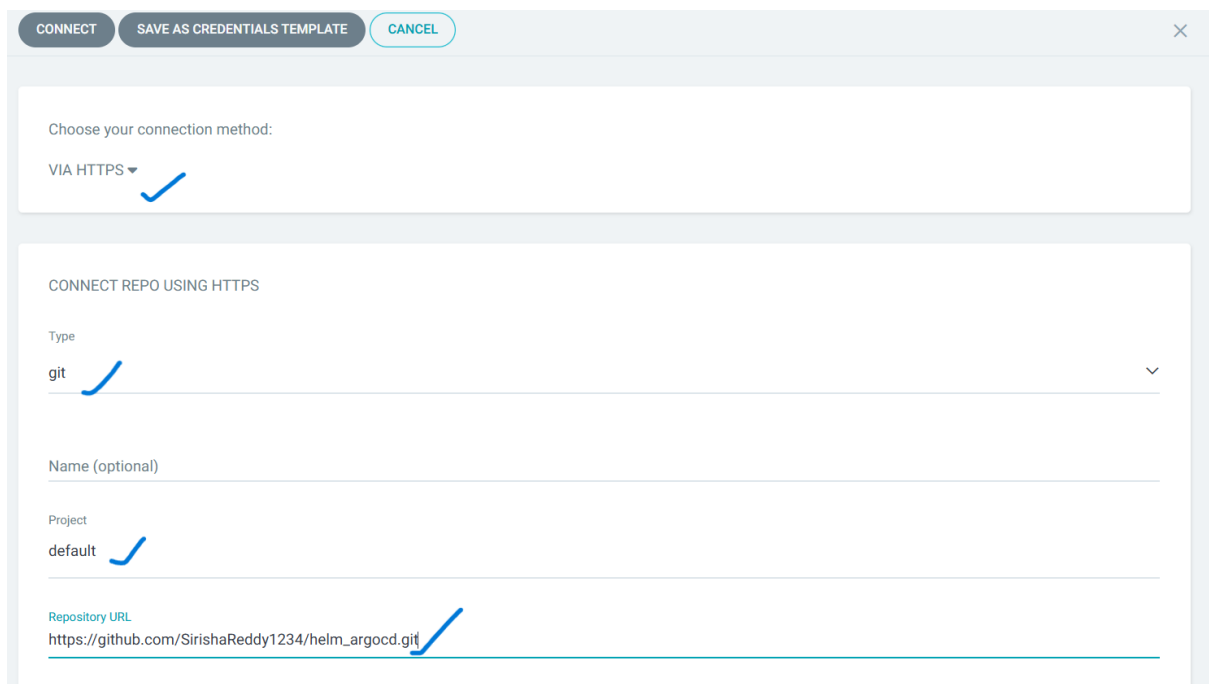 CONNECT SAVE AS CREDENTIALS TEMPLATE CANCEL
Choose your connection method:
VIA HTTPS
CONNECT REPO USING HTTPS
Type
git
Name (optional)
Project
default
Repository URL
https://github.com/SirishaReddy1234/helm_argocd.git